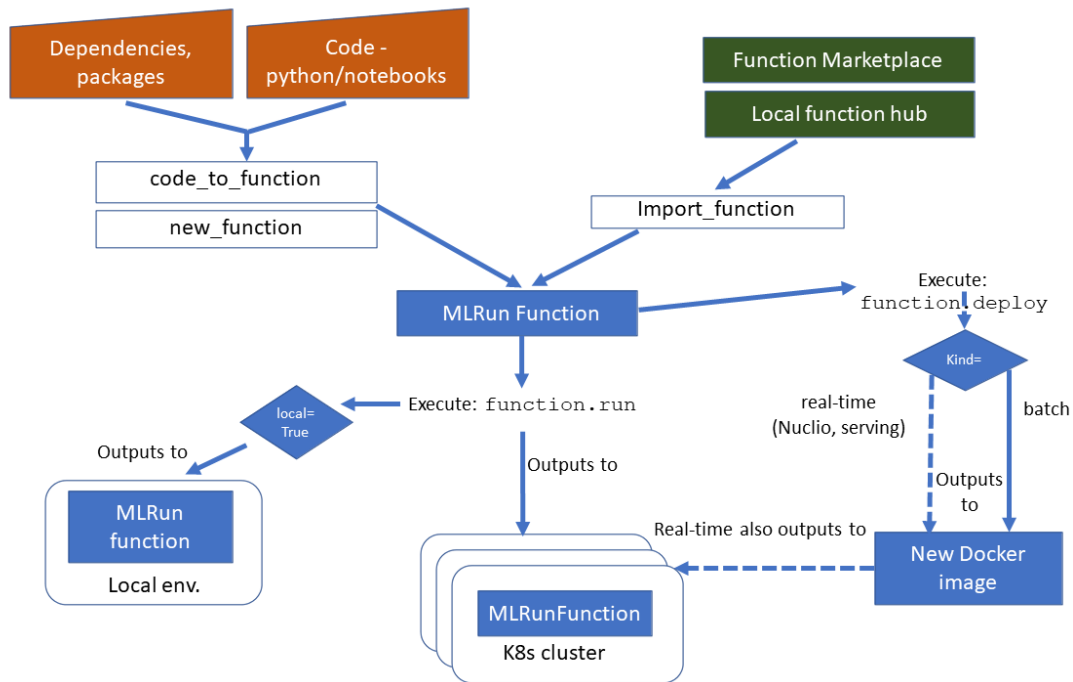 Dependencies,
packages
Code -
python/notebooks
Function Marketplace
Local function hub
code_to_function
new_function
Import_function
MLRun Function
Execute:
function.deploy
Kind=
local=
True
Execute: function.run
real-time
(Nuclio, serving)
batch
Outputs to
Outputs to
Outputs
to
MLRun
function
Local env.
Real-time also outputs to
New Docker
image
MLRunFunction
K8s cluster